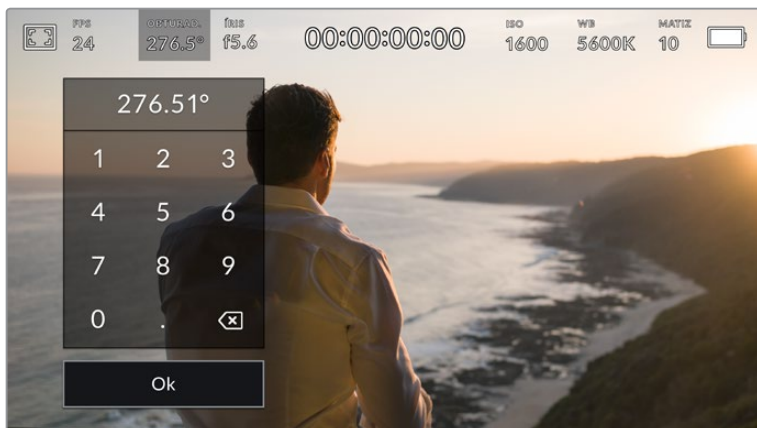 FPS
24
OBTURAD.
276.5°
ÍRIS
f5.6
00:00:00:00
ISO
1600
WB
5600K
MATIZ
10
276.51°
1 2 3
4 5 6
7 8 9
0 .
Ok